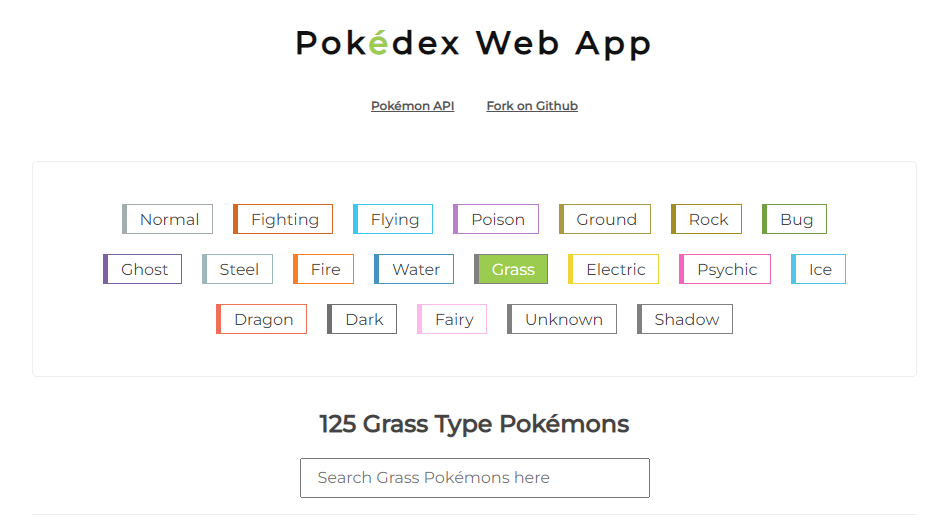 Pokédex Web App
Pokémon API Fork on Github
Normal Fighting Flying Poison Ground Rock Bug
Ghost Steel Fire Water Grass Electric Psychic Ice
Dragon Dark Fairy Unknown Shadow
125 Grass Type Pokémons
Search Grass Pokémons here